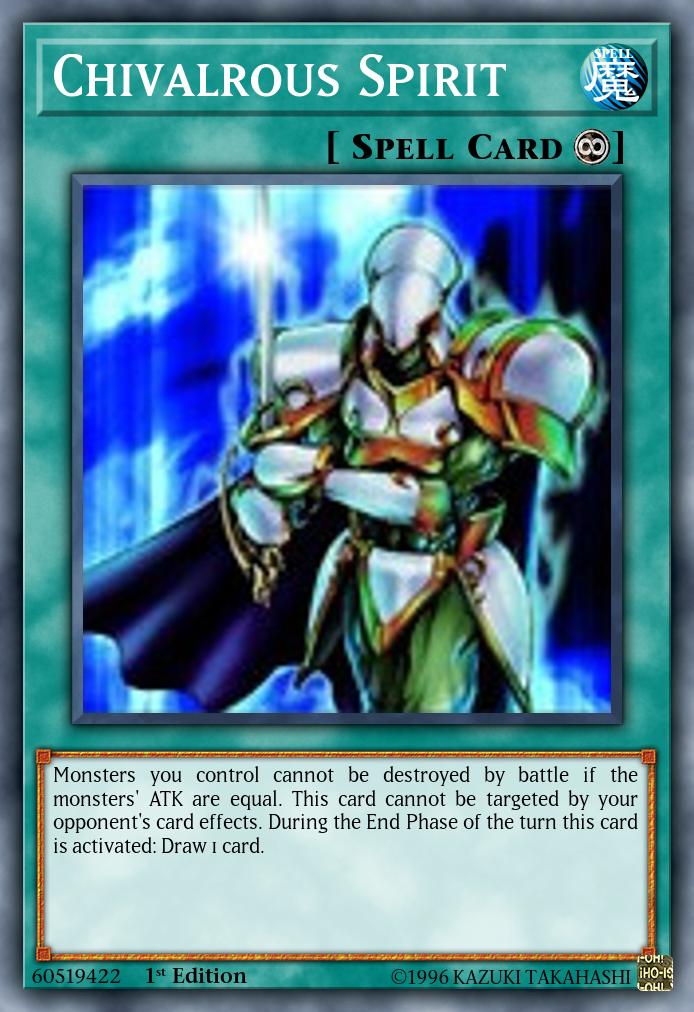 Chivalrous Spirit
SPELL
魔
[ Spell Card ]
Monsters you control cannot be destroyed by battle if the
monsters' ATK are equal. This card cannot be targeted by your
opponent's card effects. During the End Phase of the turn this card
is activated: Draw 1 card.
60519422 1st Edition ©1996 KAZUKI TAKAHASHI